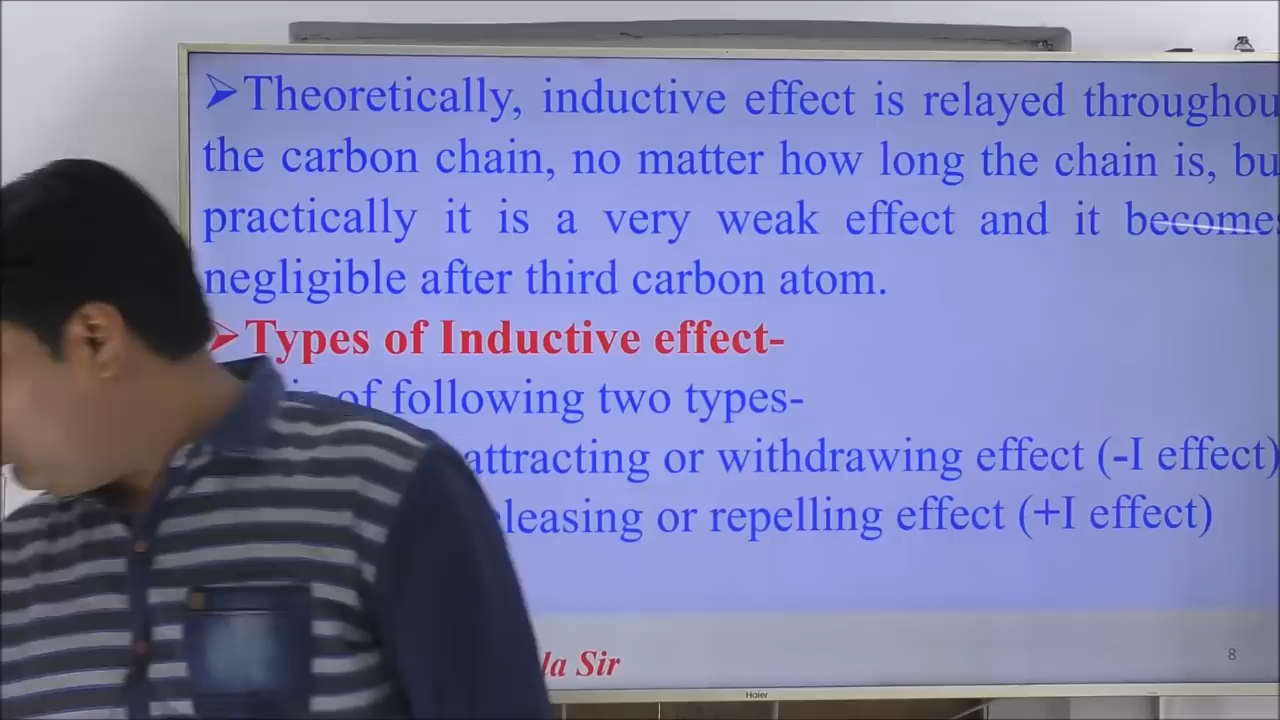 ➢Theoretically, inductive effect is relayed throughou
the carbon chain, no matter how long the chain is, bu
practically it is a very weak effect and it become
negligible after third carbon atom.
➢Types of Inductive effect-
of following two types-
attracting or withdrawing effect (-I effect)
eleasing or repelling effect (+I effect)
la Sir
8
Haier